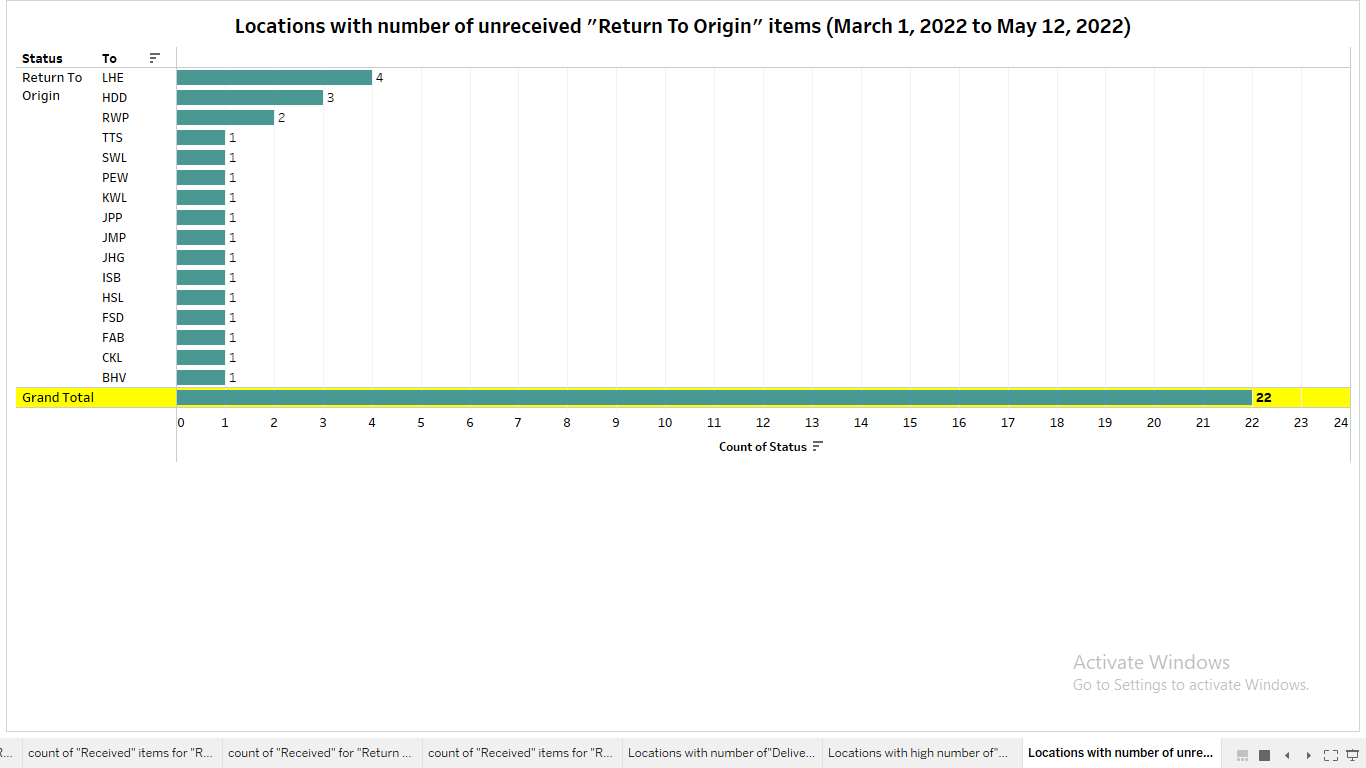 Locations with number of unreceived "Return To Origin" items (March 1, 2022 to May 12, 2022)
Status To
Return To Origin LHE 4
HDD 3
RWP 2
TTS 1
SWL 1
PEW 1
KWL 1
JPP 1
JMP 1
JHG 1
ISB 1
HSL 1
FSD 1
FAB 1
CKL 1
BHV 1
Grand Total 22
0 1 2 3 4 5 6 7 8 9 10 11 12 13 14 15 16 17 18 19 20 21 22 23 24
Count of Status
Activate Windows
Go to Settings to activate Windows.
R... count of "Received" items for "R... count of "Received" for "Return ... count of "Received" items for "R... Locations with number of"Delive... Locations with high number of"... Locations with number of unre...